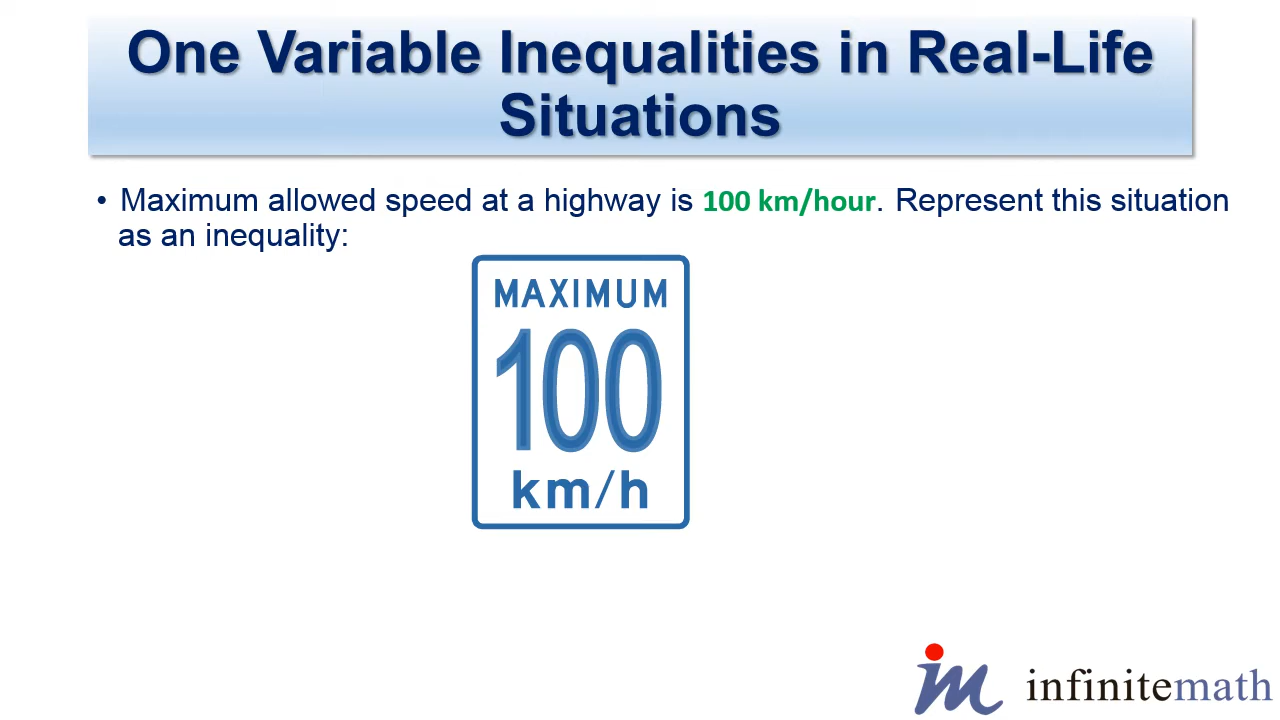 One Variable Inequalities in Real-Life
Situations
• Maximum allowed speed at a highway is 100 km/hour. Represent this situation
as an inequality:
MAXIMUM
100
km/h
im infinitemath